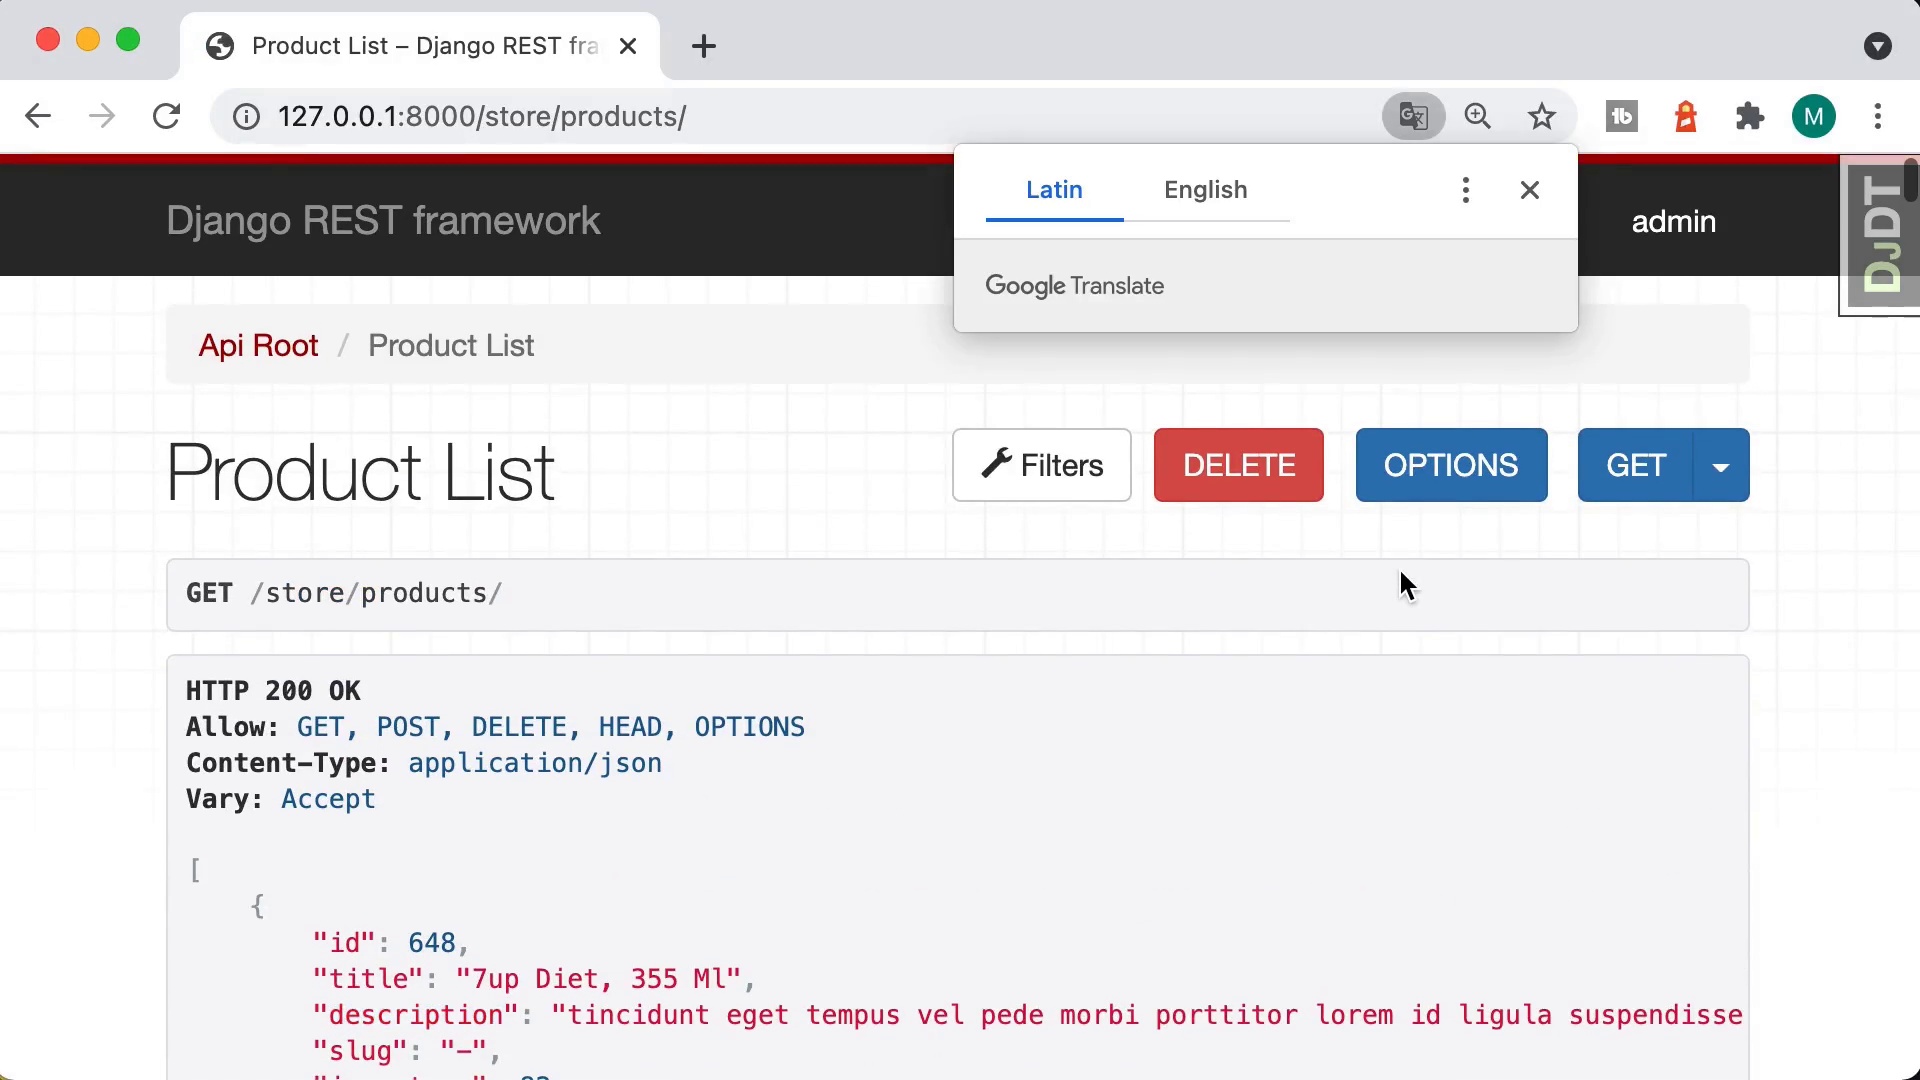 Product List – Django REST fra
127.0.0.1:8000/store/products/
M
Latin English
Google Translate
Django REST framework
admin
DJDT
Api Root / Product List
Product List
Filters DELETE OPTIONS GET
GET /store/products/
HTTP 200 OK
Allow: GET, POST, DELETE, HEAD, OPTIONS
Content-Type: application/json
Vary: Accept
[
{
"id": 648,
"title": "7up Diet, 355 Ml",
"description": "tincidunt eget tempus vel pede morbi porttitor lorem id ligula suspendisse
"slug": "-",